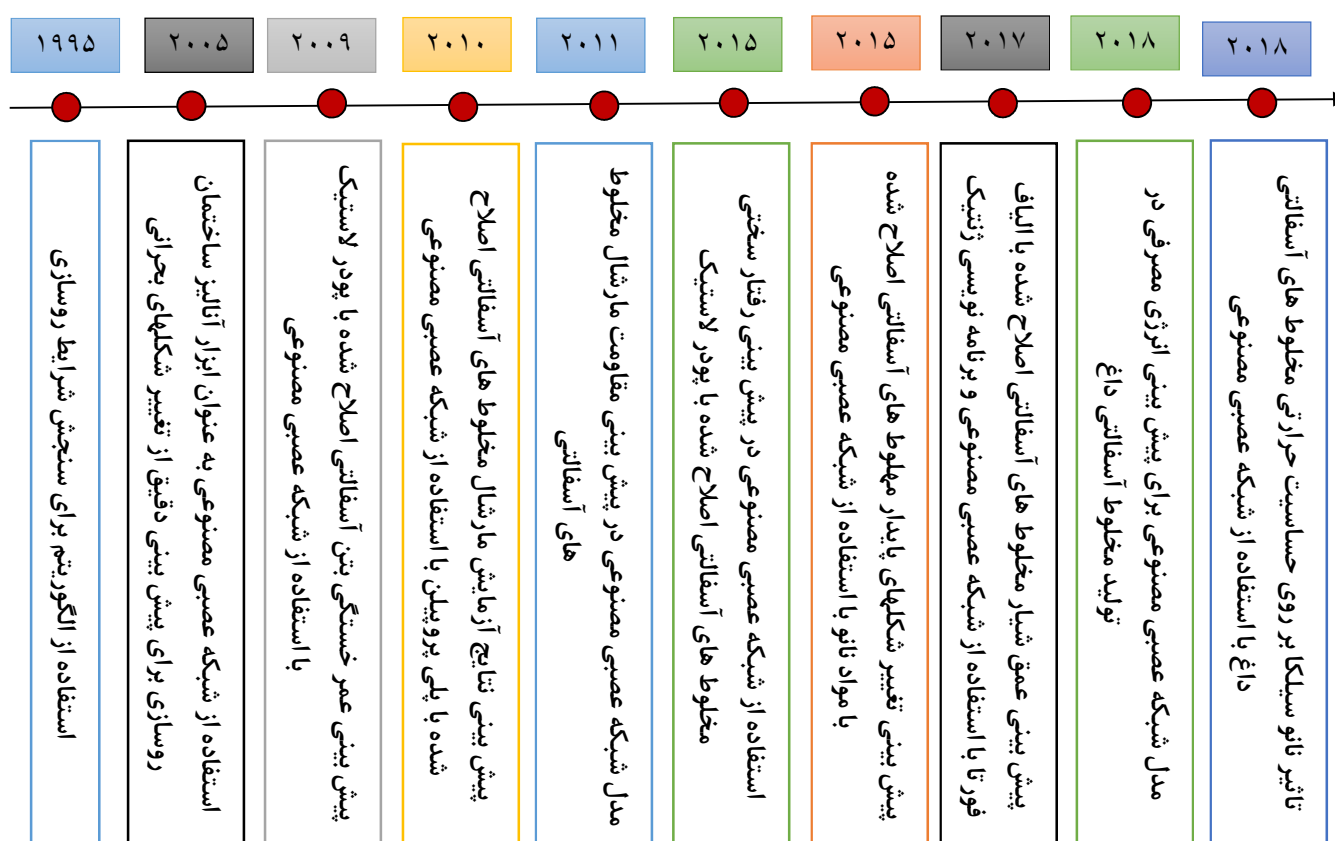 ۱۹۹۵
۲۰۰۵
۲۰۰۹
۲۰۱۰
۲۰۱۱
۲۰۱۵
۲۰۱۵
۲۰۱۷
۲۰۱۸
۲۰۱۸
استفاده از الگوریتم برای سنجش شرایط روسازی
استفاده از شبکه عصبی مصنوعی به عنوان ابزار آنالیز ساختمان
روسازی برای پیش بینی دقیق از تغییر شکلهای بحرانی
پیش بینی عمر خستگی بتن آسفالتی اصلاح شده با پودر لاستیک
با استفاده از شبکه عصبی مصنوعی
پیش بینی نتایج آزمایش مارشال مخلوط های آسفالتی اصلاح
شده با پلی پروپیلن با استفاده از شبکه عصبی مصنوعی
مدل شبکه عصبی مصنوعی در پیش بینی مقاومت مارشال مخلوط
های آسفالتی
استفاده از شبکه عصبی مصنوعی در پیش بینی رفتار سختی
مخلوط های آسفالتی اصلاح شده با پودر لاستیک
پیش بینی تغییر شکلهای پایدار مهلوط های آسفالتی اصلاح شده
با مواد نانو با استفاده از شبکه عصبی مصنوعی
پیش بینی عمق شیار مخلوط های آسفالتی اصلاح شده با الیاف
فور تا با استفاده از شبکه عصبی مصنوعی و برنامه نویسی ژنتیک
مدل شبکه عصبی مصنوعی برای پیش بینی انرژی مصرفی در
تولید مخلوط آسفالتی داغ
تاثیر نانو سیلکا بر روی حساسیت حرارتی مخلوط های آسفالتی
داغ با استفاده از شبکه عصبی مصنوعی